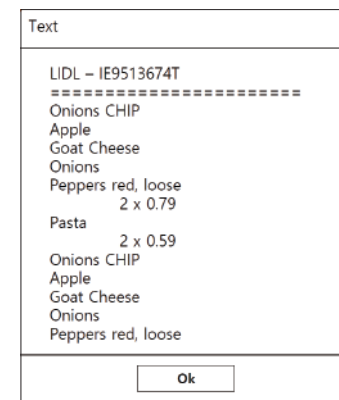 Text
LIDL – IE9513674T
=======================
Onions CHIP
Apple
Goat Cheese
Onions
Peppers red, loose
2 x 0.79
Pasta
2 x 0.59
Onions CHIP
Apple
Goat Cheese
Onions
Peppers red, loose
Ok